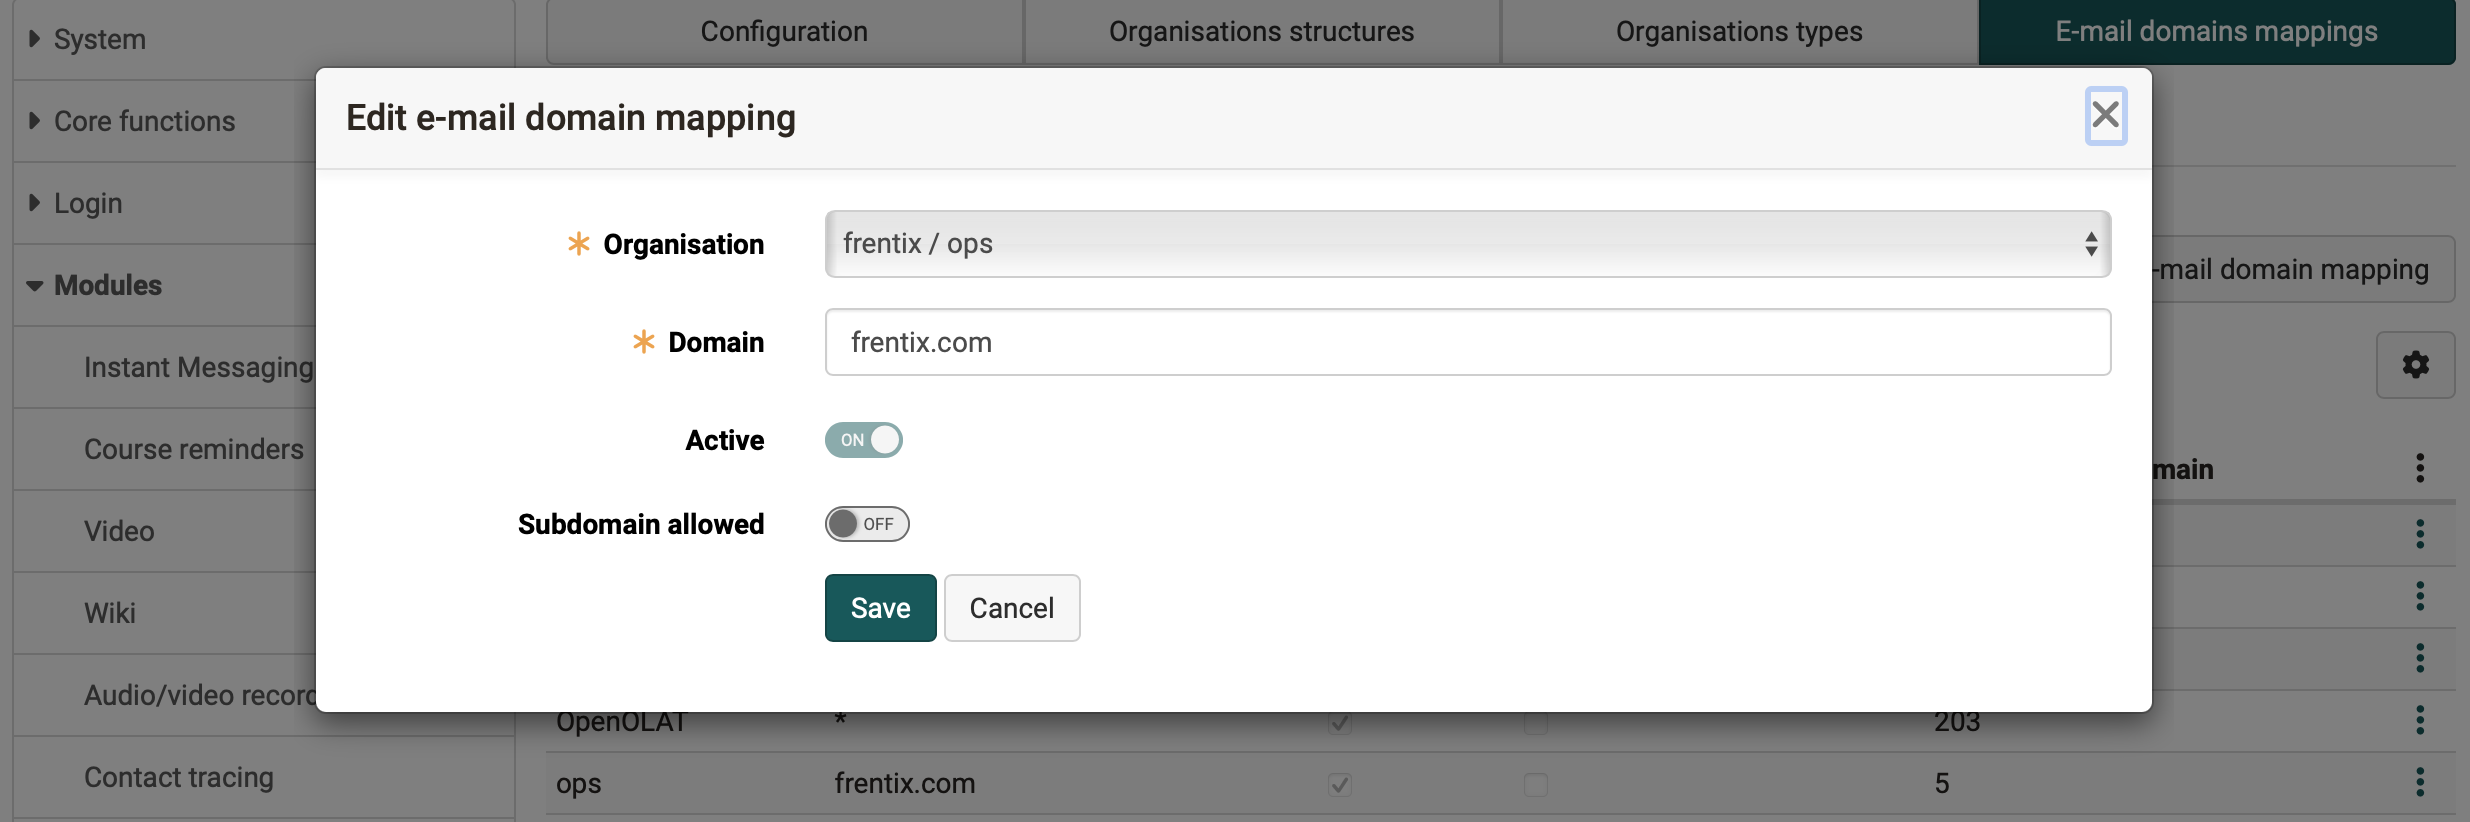 System
Configuration
Organisations structures
Organisations types
E-mail domains mappings
Core functions
Login
Modules
Instant Messaging
Course reminders
Video
Wiki
Audio/video record
Contact tracing
Edit e-mail domain mapping
Organisation
frentix / ops
Domain
frentix.com
Active
ON
Subdomain allowed
OFF
Save
Cancel
-mail domain mapping
main
OpenOLAT * 203
ops frentix.com 5